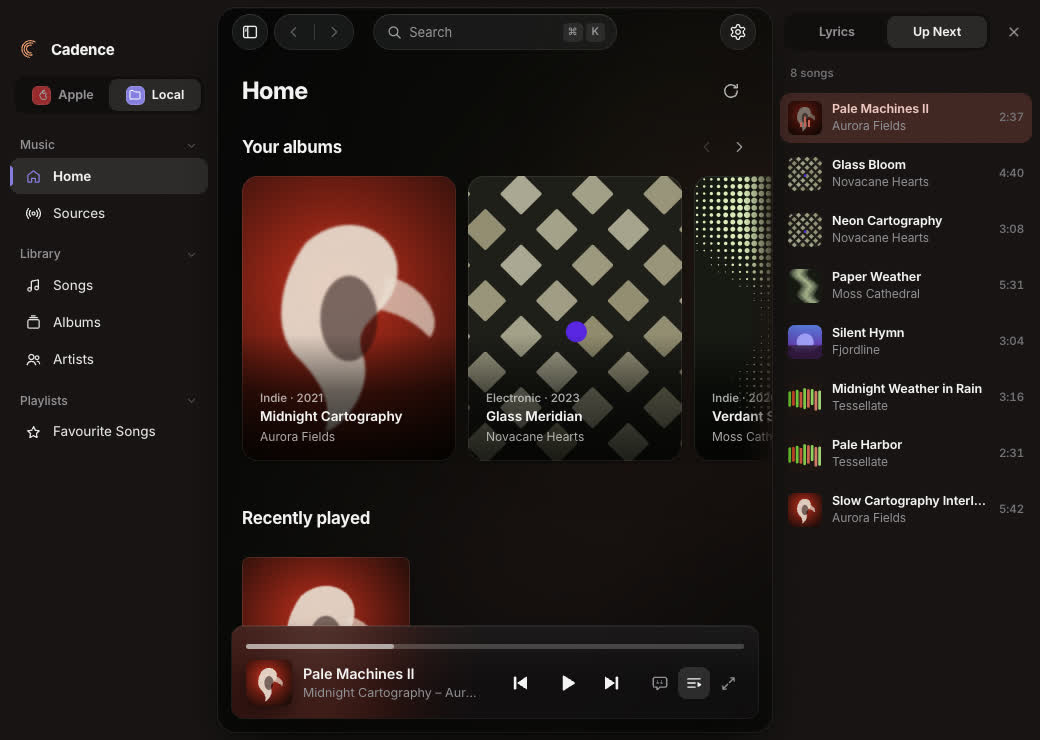 Cadence
Apple
Local
Music
Home
Sources
Library
Songs
Albums
Artists
Playlists
Favourite Songs
Search
⌘ K
Home
Your albums
Indie · 2021
Midnight Cartography
Aurora Fields
Electronic · 2023
Glass Meridian
Novacane Hearts
Indie · 202
Verdant S
Moss Cath
Recently played
Pale Machines II
Midnight Cartography – Aur...
Lyrics
Up Next
8 songs
Pale Machines II
Aurora Fields
2:37
Glass Bloom
Novacane Hearts
4:40
Neon Cartography
Novacane Hearts
3:08
Paper Weather
Moss Cathedral
5:31
Silent Hymn
Fjordline
3:04
Midnight Weather in Rain
Tessellate
3:16
Pale Harbor
Tessellate
2:31
Slow Cartography Interl...
Aurora Fields
5:42